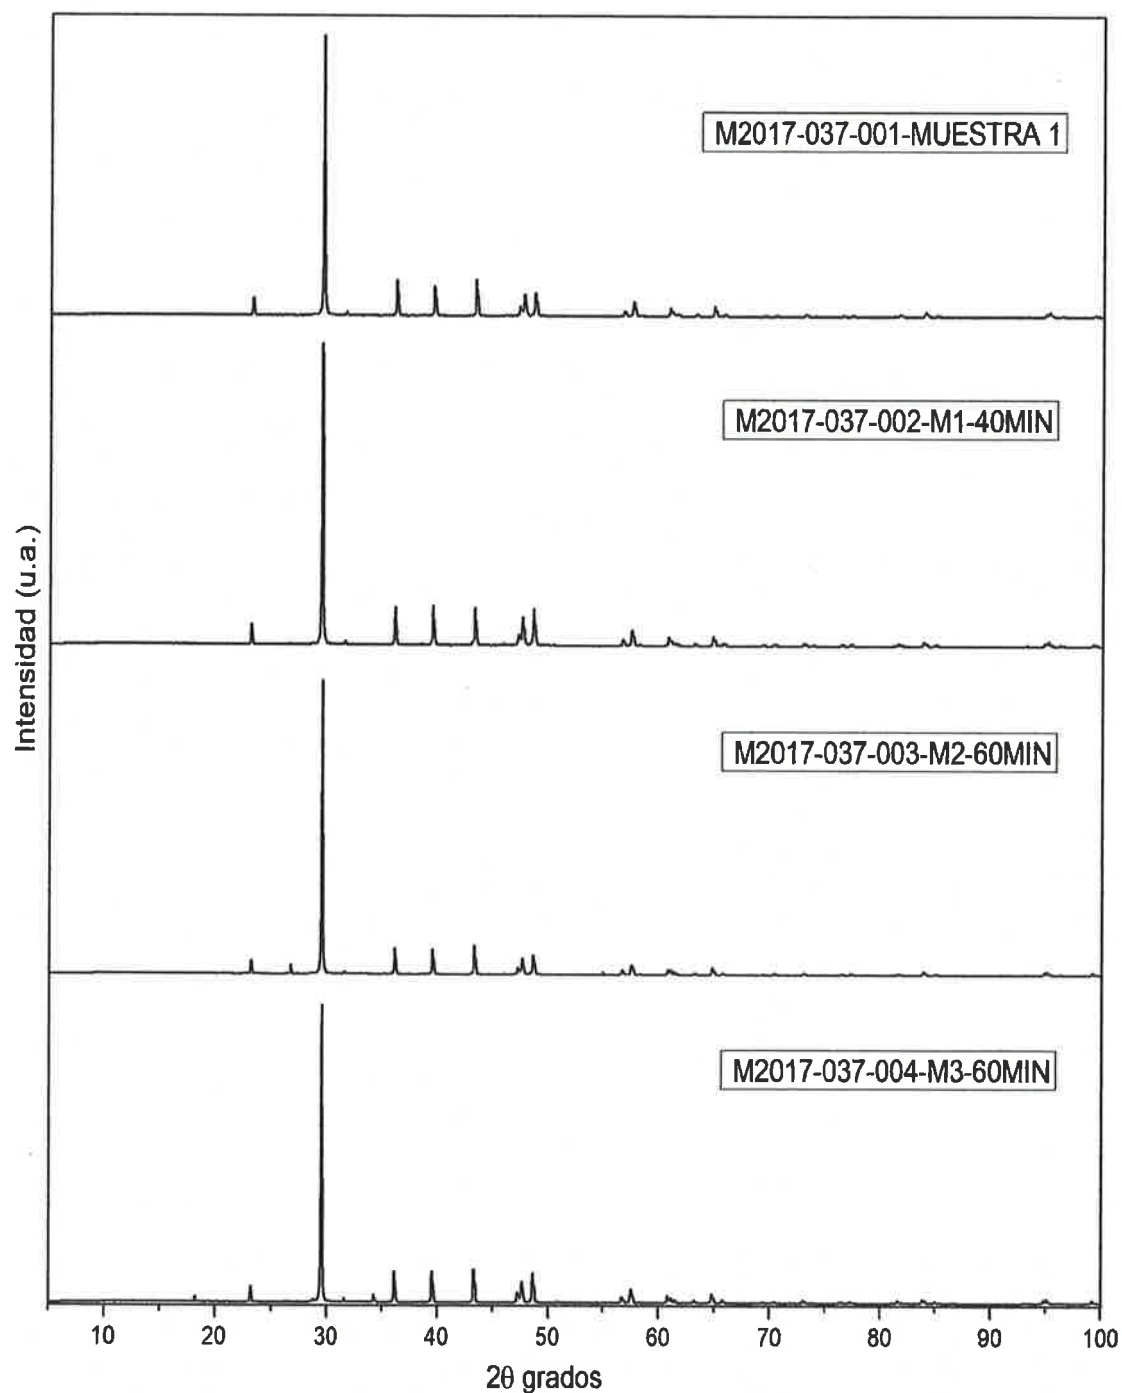 M2017-037-001-MUESTRA 1
M2017-037-002-M1-40MIN
Intensidad (u.a.)
M2017-037-003-M2-60MIN
M2017-037-004-M3-60MIN
10 20 30 40 50 60 70 80 90 100
2θ grados